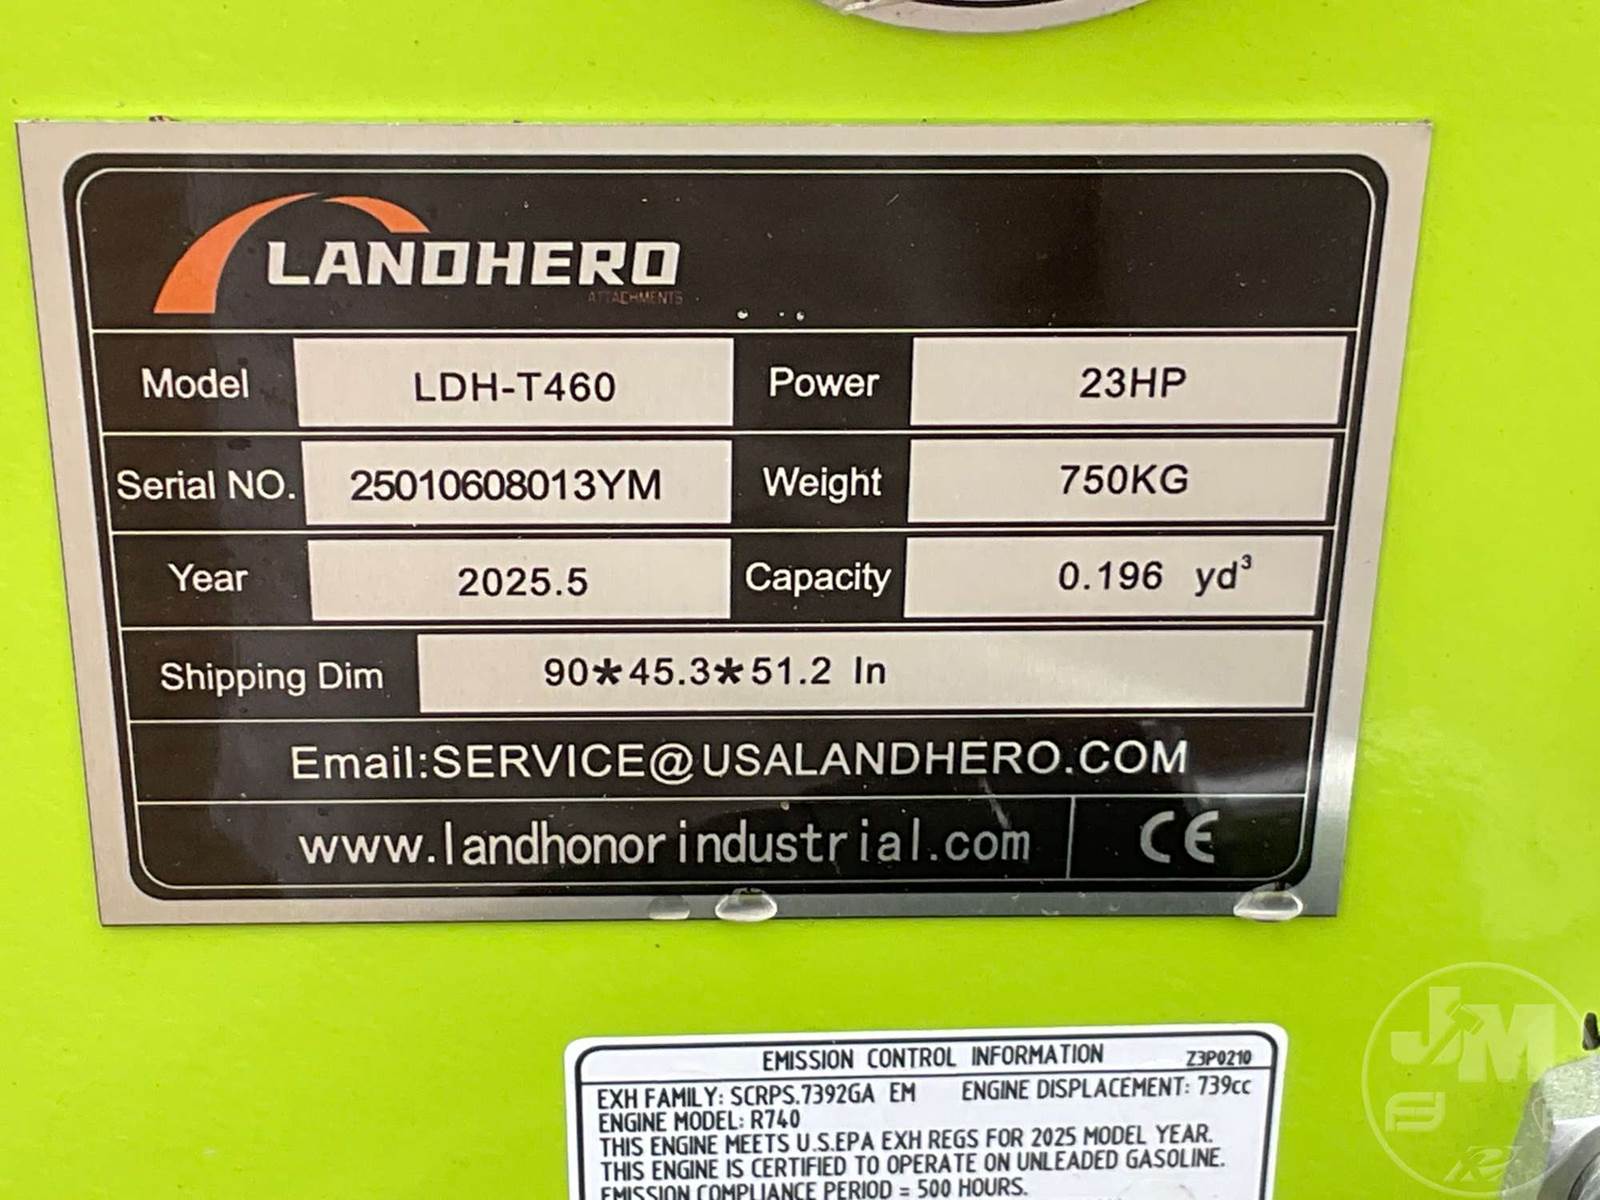 LANDHERO
ATTACHMENTS
Model LDH-T460 Power 23HP
Serial NO. 25010608013YM Weight 750KG
Year 2025.5 Capacity 0.196 yd³
Shipping Dim 90*45.3*51.2 In
Email:SERVICE@USALANDHERO.COM
www.landhonorindustrial.com CE
EMISSION CONTROL INFORMATION Z3P0210
EXH FAMILY: SCRPS.7392GA EM ENGINE DISPLACEMENT: 739cc
ENGINE MODEL: R740
THIS ENGINE MEETS U.S.EPA EXH REGS FOR 2025 MODEL YEAR.
THIS ENGINE IS CERTIFIED TO OPERATE ON UNLEADED GASOLINE.
EMISSION COMPLIANCE PERIOD = 500 HOURS.
JM